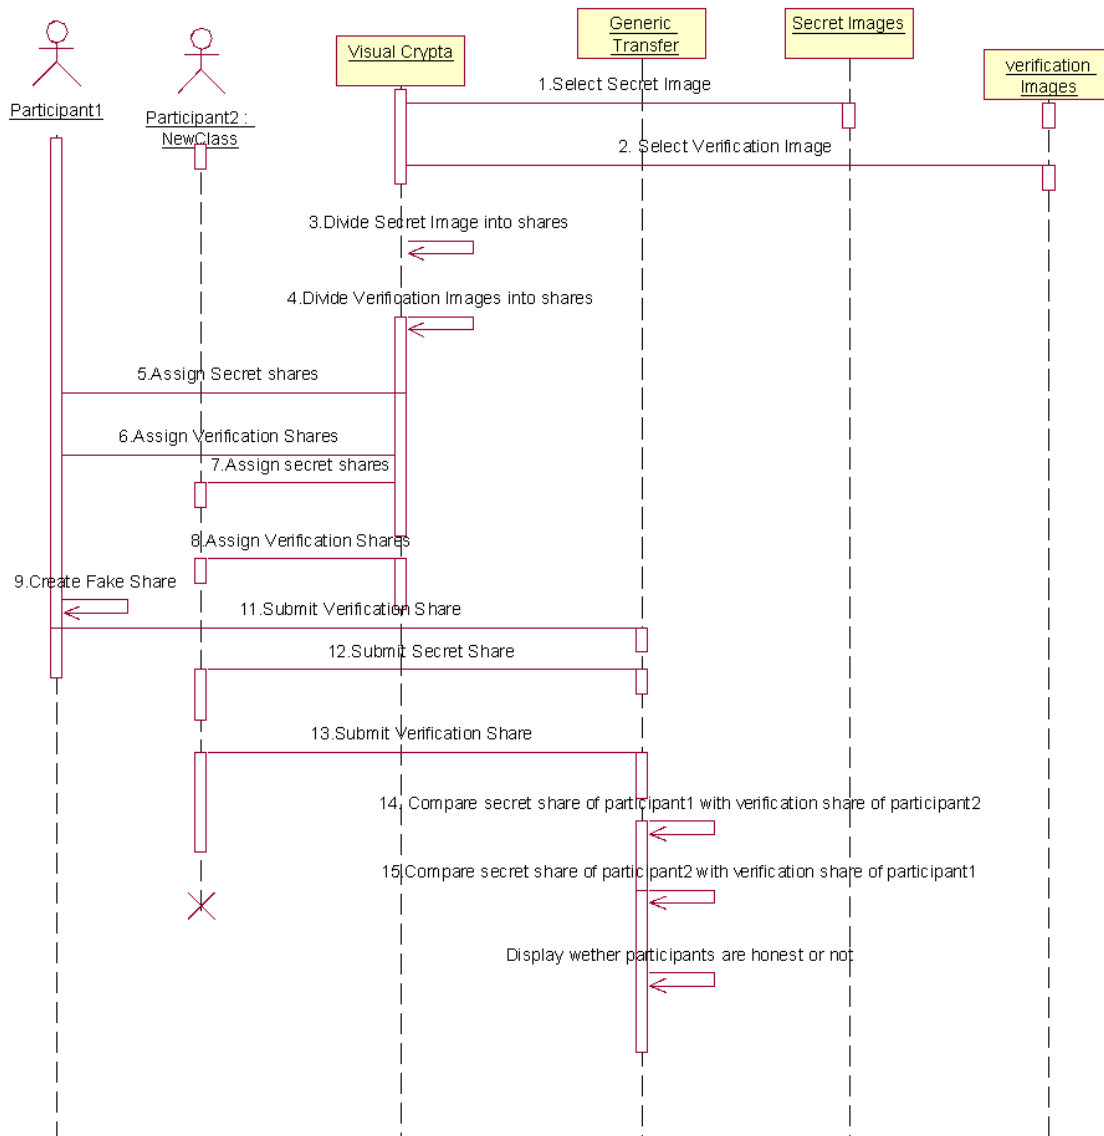 Participant1
Participant2 :
NewClass
Visual Crypta
Generic
Transfer
Secret Images
verification
Images
1.Select Secret Image
2. Select Verification Image
3.Divide Secret Image into shares
4.Divide Verification Images into shares
5.Assign Secret shares
6.Assign Verification Shares
7.Assign secret shares
8.Assign Verification Shares
9.Create Fake Share
11.Submit Verification Share
12.Submit Secret Share
13.Submit Verification Share
14. Compare secret share of participant1 with verification share of participant2
15.Compare secret share of participant2 with verification share of participant1
Display wether participants are honest or not